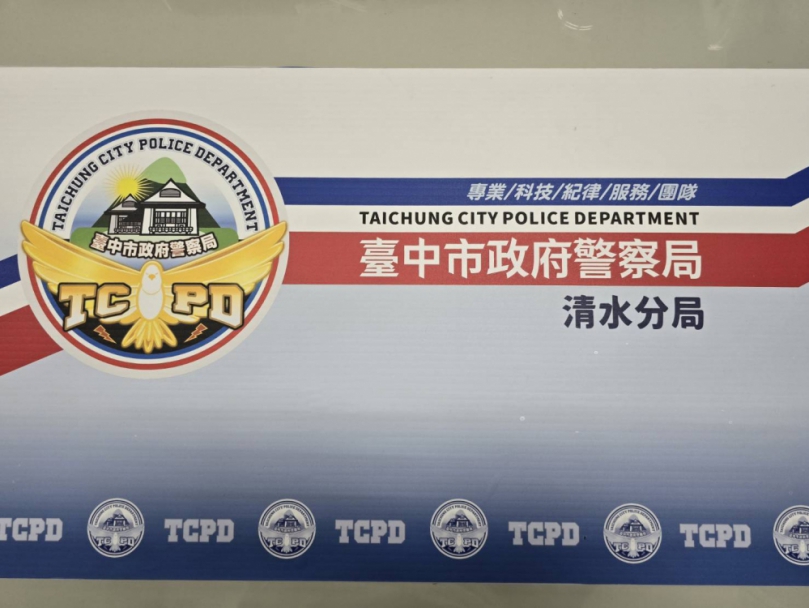 TAICHUNG CITY POLICE DEPARTMENT
臺中市政府警察局
TCPD
專業/科技/紀律/服務/團隊
TAICHUNG CITY POLICE DEPARTMENT
臺中市政府警察局
清水分局
TCPD TCPD TCPD TCPD TCPD